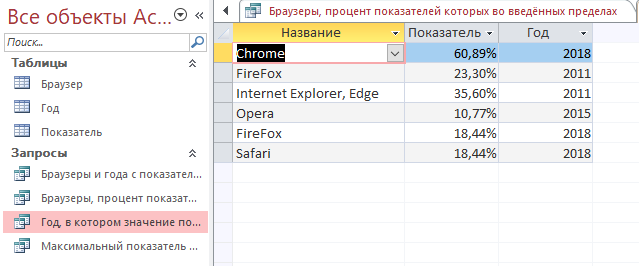 Все объекты Ac...
Поиск...
Таблицы
Браузер
Год
Показатель
Запросы
Браузеры и года с показател...
Браузеры, процент показат...
Год, в котором значение по...
Максимальный показатель ...
Браузеры, процент показателей которых во введённых пределах
Название Показатель Год
Chrome 60,89% 2018
FireFox 23,30% 2011
Internet Explorer, Edge 35,60% 2011
Opera 10,77% 2015
FireFox 18,44% 2018
Safari 18,44% 2018